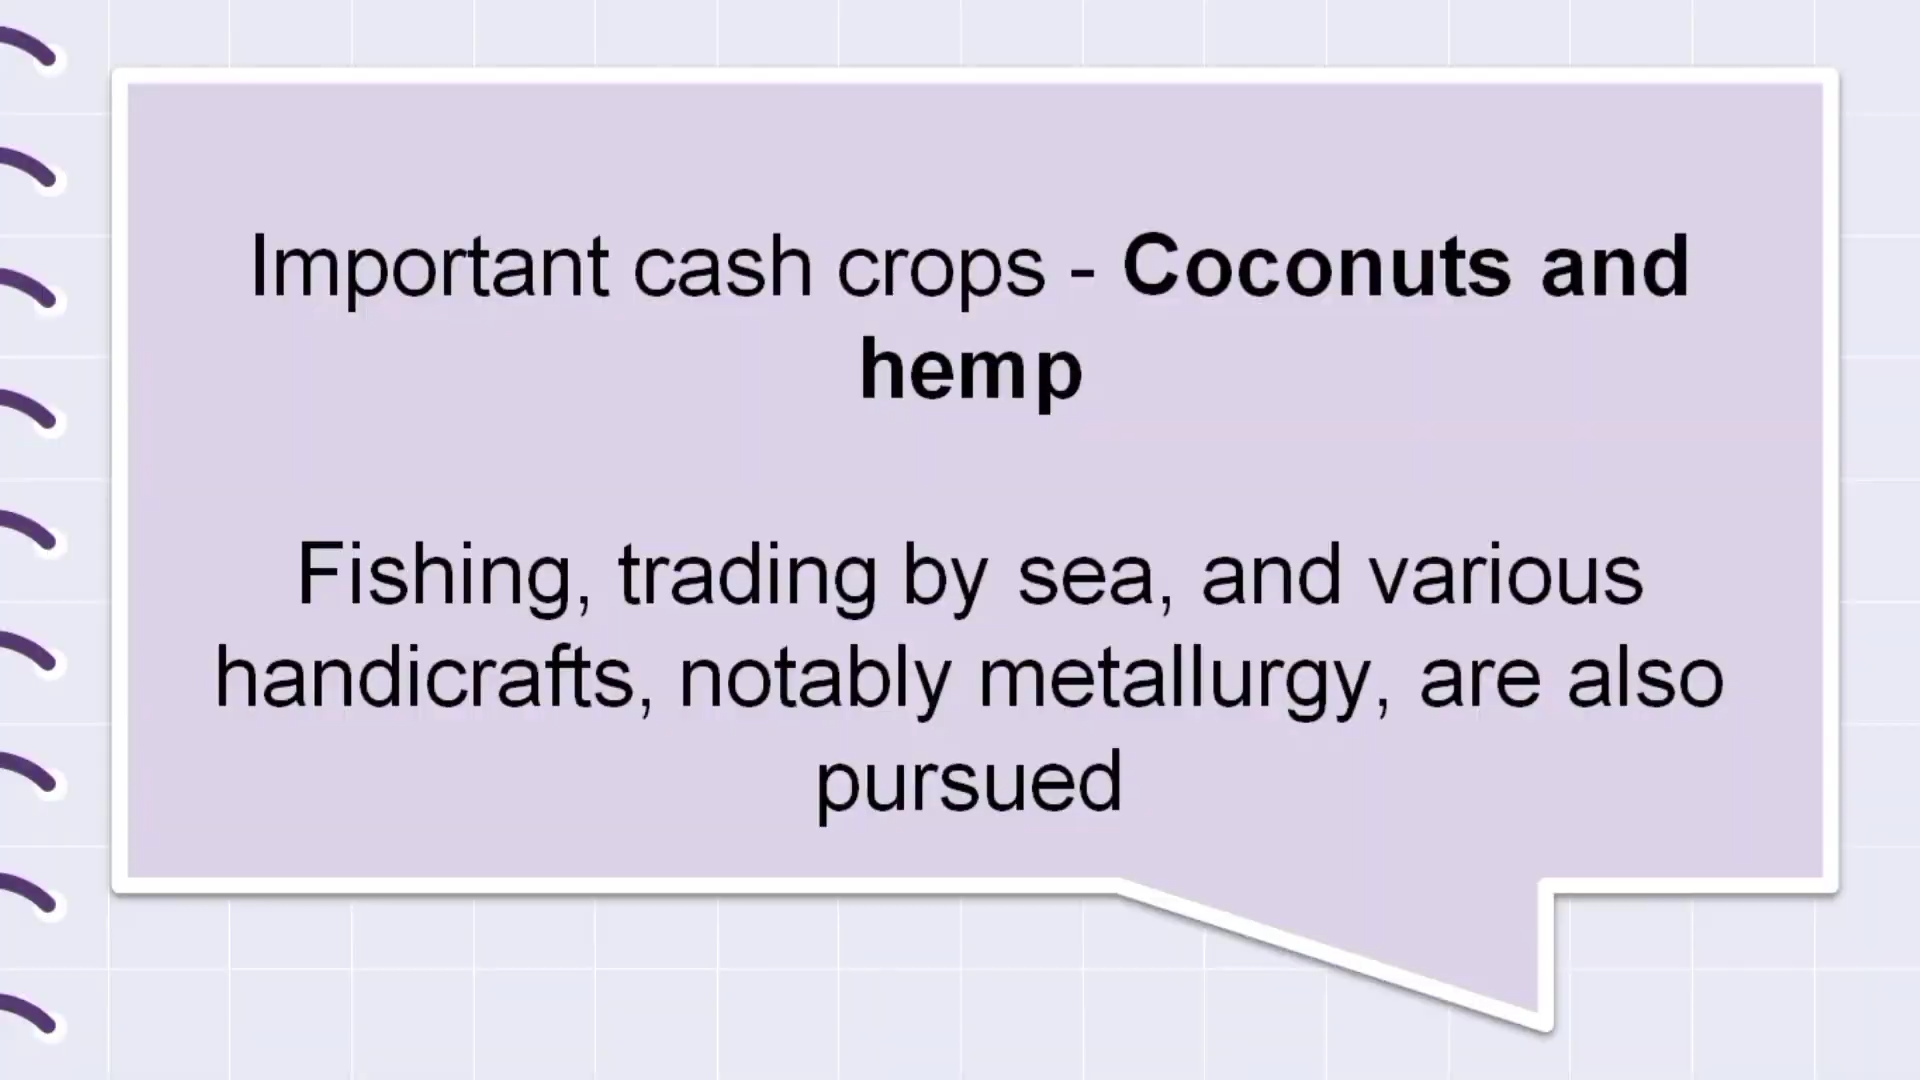 Important cash crops - Coconuts and
hemp
Fishing, trading by sea, and various
handicrafts, notably metallurgy, are also
pursued